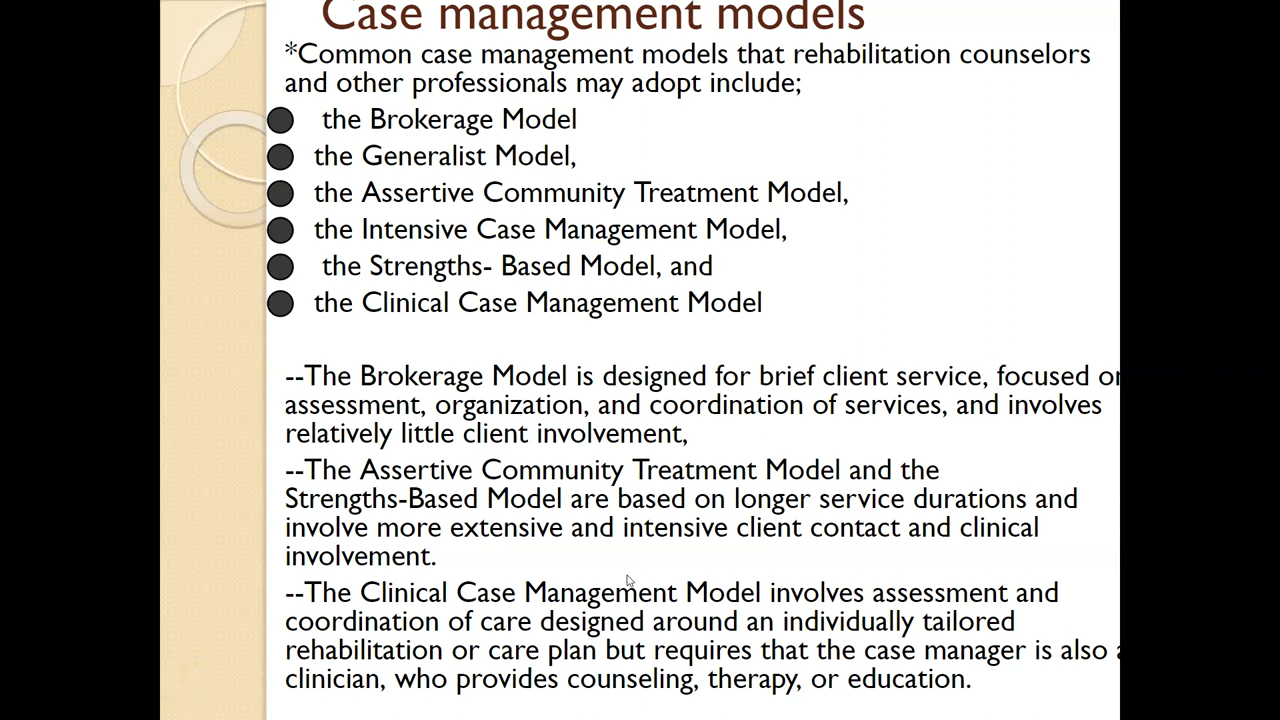 Case management models
*Common case management models that rehabilitation counselors
and other professionals may adopt include;
● the Brokerage Model
● the Generalist Model,
● the Assertive Community Treatment Model,
● the Intensive Case Management Model,
● the Strengths- Based Model, and
● the Clinical Case Management Model
--The Brokerage Model is designed for brief client service, focused on
assessment, organization, and coordination of services, and involves
relatively little client involvement,
--The Assertive Community Treatment Model and the
Strengths-Based Model are based on longer service durations and
involve more extensive and intensive client contact and clinical
involvement.
--The Clinical Case Management Model involves assessment and
coordination of care designed around an individually tailored
rehabilitation or care plan but requires that the case manager is also a
clinician, who provides counseling, therapy, or education.